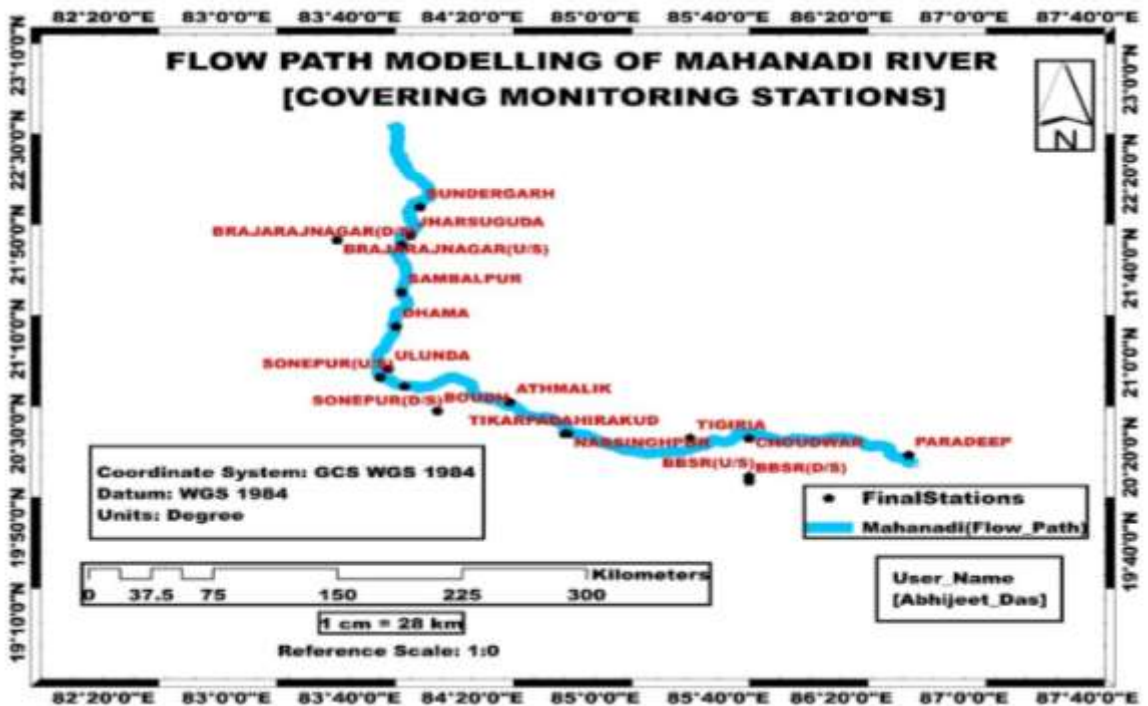 82°20'0"E 83°0'0"E 83°40'0"E 84°20'0"E 85°0'0"E 85°40'0"E 86°20'0"E 87°0'0"E 87°40'0"E
FLOW PATH MODELLING OF MAHANADI RIVER
[COVERING MONITORING STATIONS]
N
23°10'0"N
22°30'0"N
21°50'0"N
21°10'0"N
20°30'0"N
19°50'0"N
19°10'0"N
23°0'0"N
22°20'0"N
21°40'0"N
20°20'0"N
19°40'0"N
SUNDERGARH
JHARSUGUDA
BRAJARAJNAGAR(D/S)
BRAJARAJNAGAR(U/S)
SAMBALPUR
DHAMA
ULUNDA
SONEPUR(U/S)
SONEPUR(D/S)
BOUDH
ATHMALIK
TIKARPADAHIRAKUD
NARSINGHPUR
TIGIRIA
CHOUDWAR
PARADEEP
BBSR(U/S)
BBSR(D/S)
Coordinate System: GCS WGS 1984
Datum: WGS 1984
Units: Degree
FinalStations
Mahanadi(Flow_Path)
Kilometers
0 37.5 75 150 225 300
1 cm = 28 km
Reference Scale: 1:0
User_Name
[Abhijeet_Das]
82°20'0"E 83°0'0"E 83°40'0"E 84°20'0"E 85°0'0"E 85°40'0"E 86°20'0"E 87°0'0"E 87°40'0"E